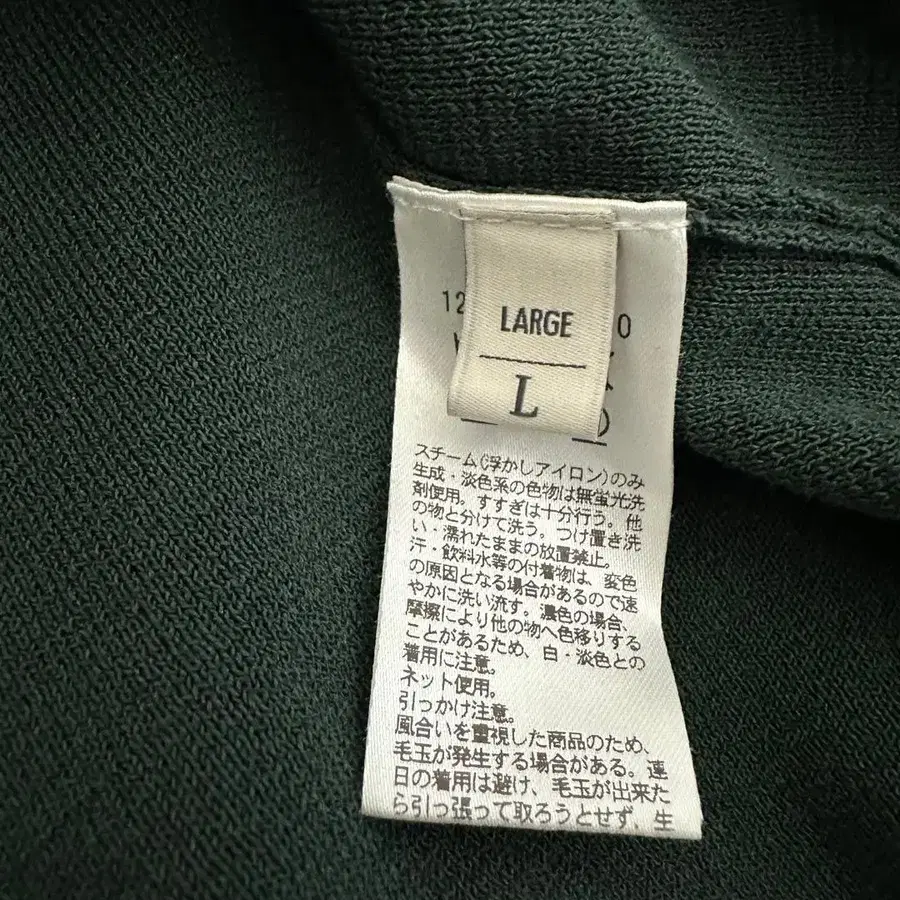 LARGE
L
12
0
スチーム(浮かしアイロン)のみ
生成・淡色系の色物は無蛍光洗
剤使用。すすぎは十分行う。他
の物と分けて洗う。つけ置き洗
い・濡れたままの放置禁止。
汗・飲料水等の付着物は、変色
の原因となる場合があるので速
やかに洗い流す。濃色の場合、
摩擦により他の物へ色移りする
ことがあるため、白・淡色との
着用に注意。
ネット使用。
引っかけ注意。
風合いを重視した商品のため、
毛玉が発生する場合がある。連
日の着用は避け、毛玉が出来た
ら引っ張って取ろうとせず、生